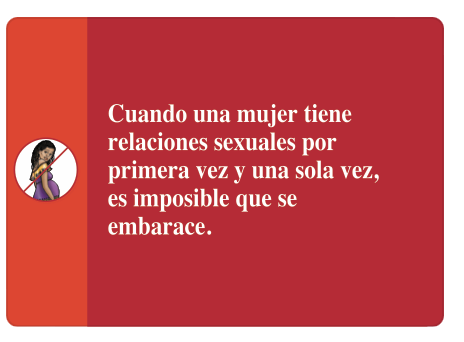 Cuando una mujer tiene
relaciones sexuales por
primera vez y una sola vez,
es imposible que se
embarace.